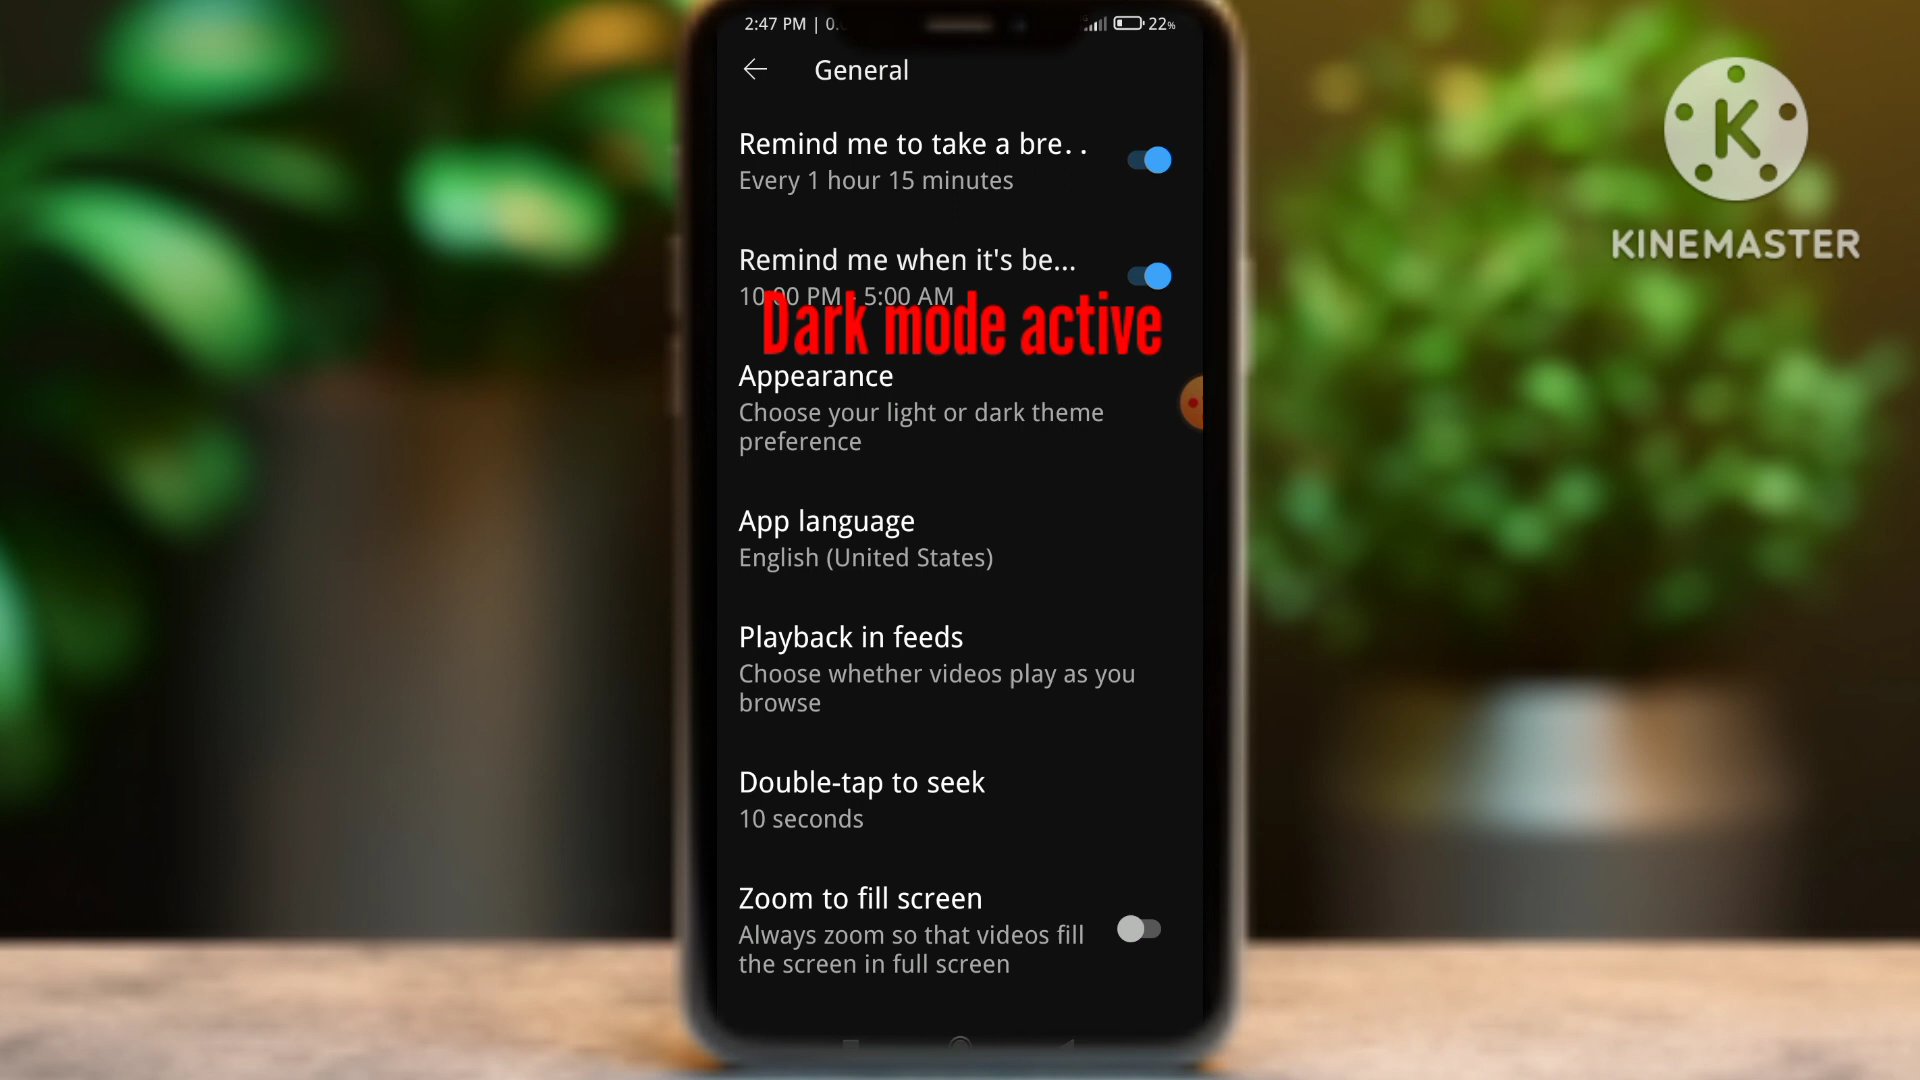 2:47 PM | 0.
22%
General
Remind me to take a bre. .
Every 1 hour 15 minutes
Remind me when it's be...
10:00 PM - 5:00 AM
Dark mode active
Appearance
Choose your light or dark theme
preference
App language
English (United States)
Playback in feeds
Choose whether videos play as you
browse
Double-tap to seek
10 seconds
Zoom to fill screen
Always zoom so that videos fill
the screen in full screen
K
KINEMASTER